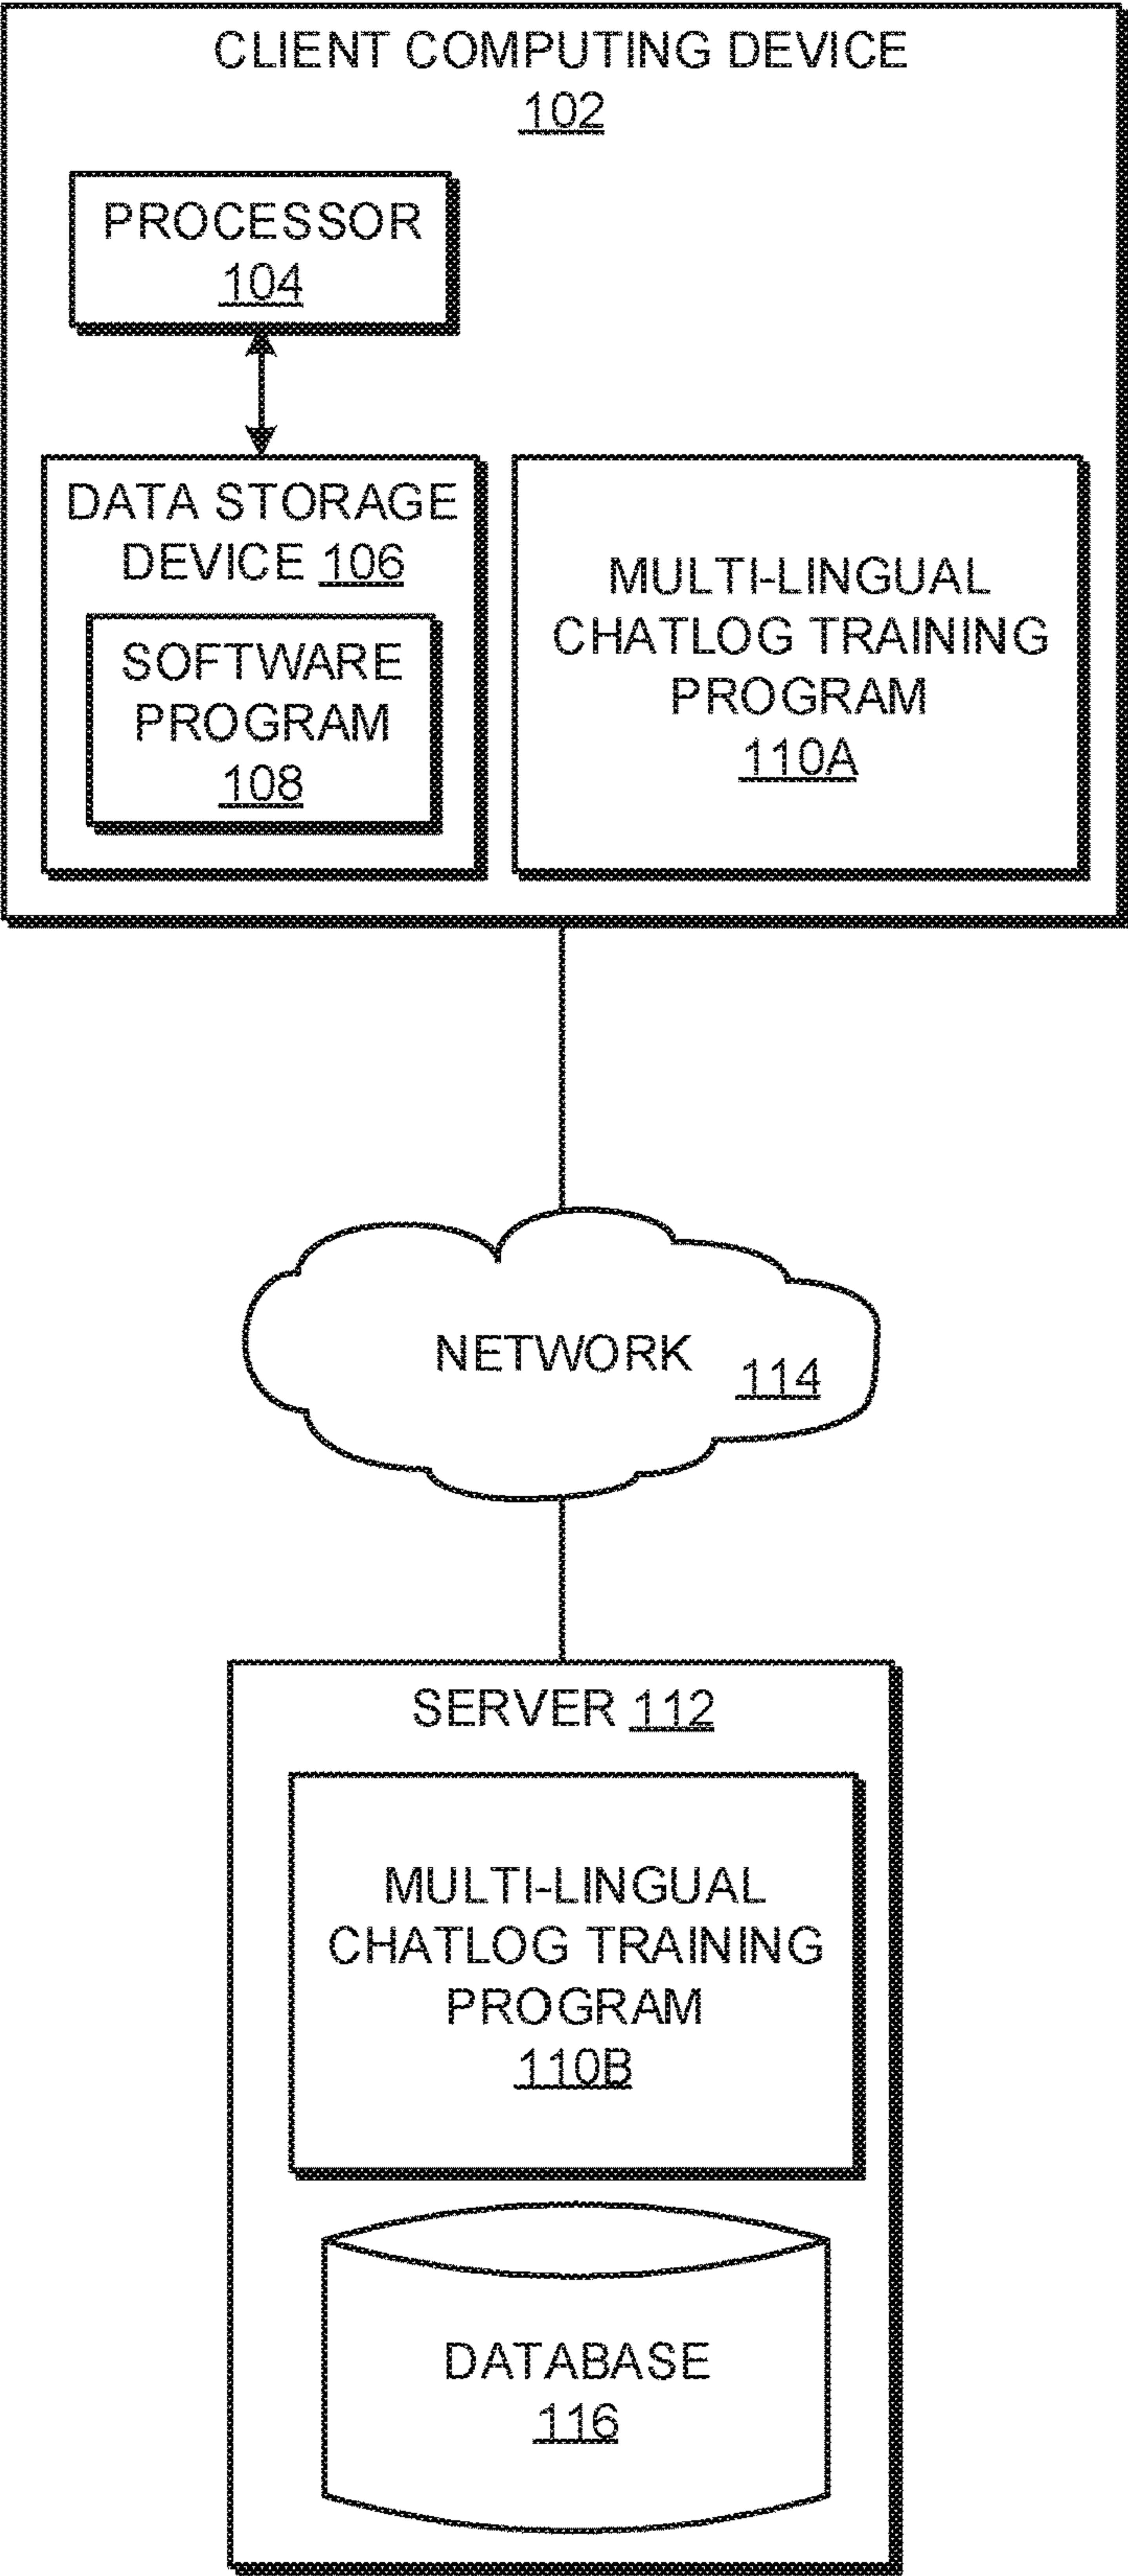 CLIENT COMPUTING DEVICE
102
PROCESSOR
104
DATA STORAGE
DEVICE 106
SOFTWARE
PROGRAM
108
MULTI-LINGUAL
CHATLOG TRAINING
PROGRAM
110A
NETWORK 114
SERVER 112
MULTI-LINGUAL
CHATLOG TRAINING
PROGRAM
110B
DATABASE
116